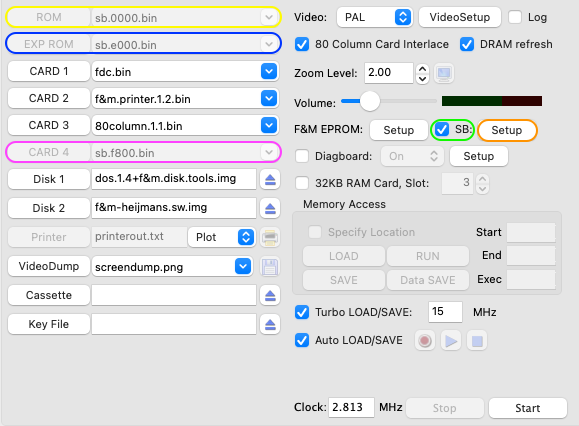 ROM sb.0000.bin
EXP ROM sb.e000.bin
CARD 1 fdc.bin
CARD 2 f&m.printer.1.2.bin
CARD 3 80column.1.1.bin
CARD 4 sb.f800.bin
Disk 1 dos.1.4+f&m.disk.tools.img
Disk 2 f&m-heijmans.sw.img
Printer printerout.txt Plot
VideoDump screendump.png
Cassette
Key File
Video: PAL VideoSetup Log
80 Column Card Interlace DRAM refresh
Zoom Level: 2.00
Volume:
F&M EPROM: Setup SB: Setup
Diagboard: On Setup
32KB RAM Card, Slot: 3
Memory Access
Specify Location Start
LOAD RUN End
SAVE Data SAVE Exec
Turbo LOAD/SAVE: 15 MHz
Auto LOAD/SAVE
Clock: 2.813 MHz Stop Start